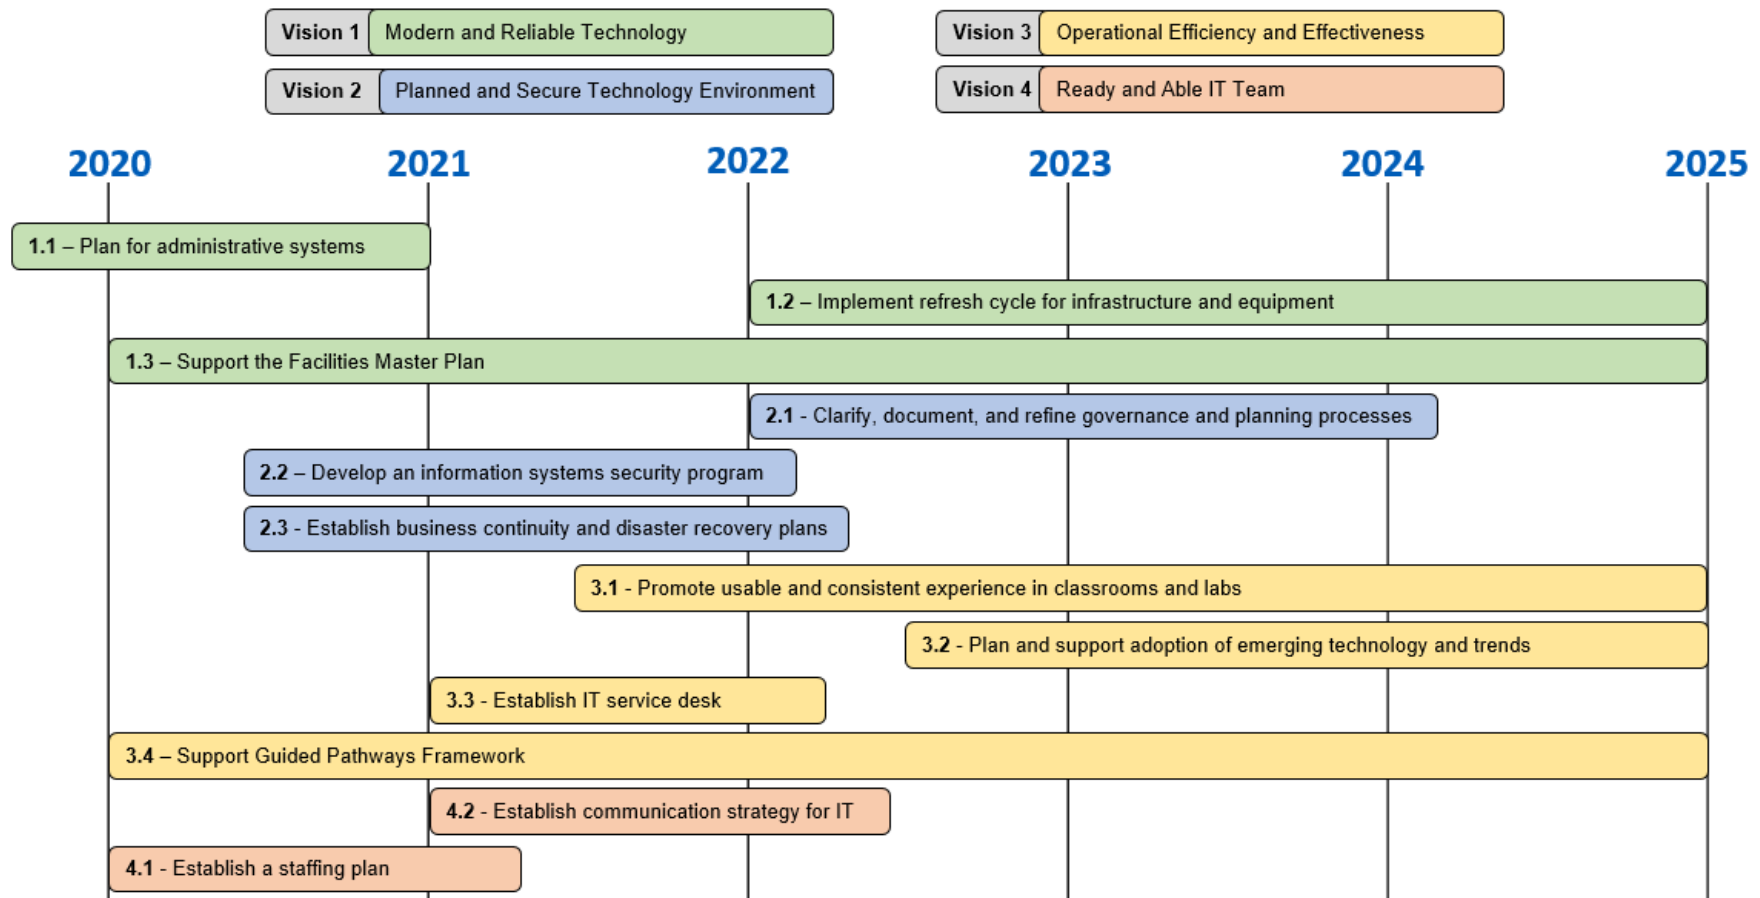 Vision 1 Modern and Reliable Technology
Vision 3 Operational Efficiency and Effectiveness
Vision 2 Planned and Secure Technology Environment
Vision 4 Ready and Able IT Team
2020 2021 2022 2023 2024 2025
1.1 – Plan for administrative systems
1.2 – Implement refresh cycle for infrastructure and equipment
1.3 – Support the Facilities Master Plan
2.1 - Clarify, document, and refine governance and planning processes
2.2 – Develop an information systems security program
2.3 - Establish business continuity and disaster recovery plans
3.1 - Promote usable and consistent experience in classrooms and labs
3.2 - Plan and support adoption of emerging technology and trends
3.3 - Establish IT service desk
3.4 – Support Guided Pathways Framework
4.2 - Establish communication strategy for IT
4.1 - Establish a staffing plan